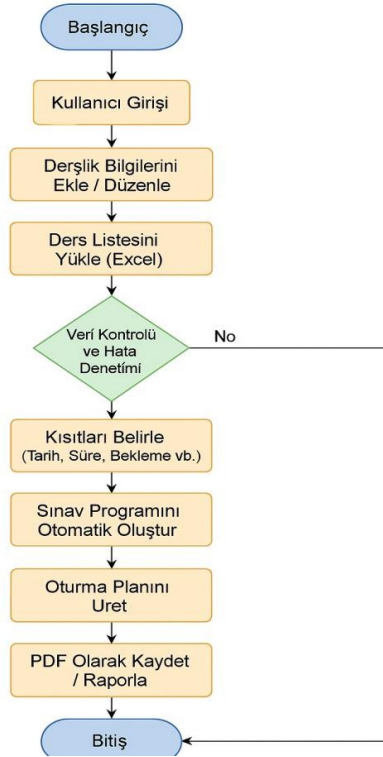 Başlangıç
Kullanıcı Girişi
Derşlik Bilgilerini
Ekle / Düzenle
Ders Listesini
Yükle (Excel)
Verí Kontrolü
ve Hata
Denetímí
No
Kısıtları Belirle
(Tarih, Süre, Bekleme vb.)
Sınav Programını
Otomatik Oluştur
Oturma Planını
Uret
PDF Olarak Kaydet
/ Raporla
Bitiş